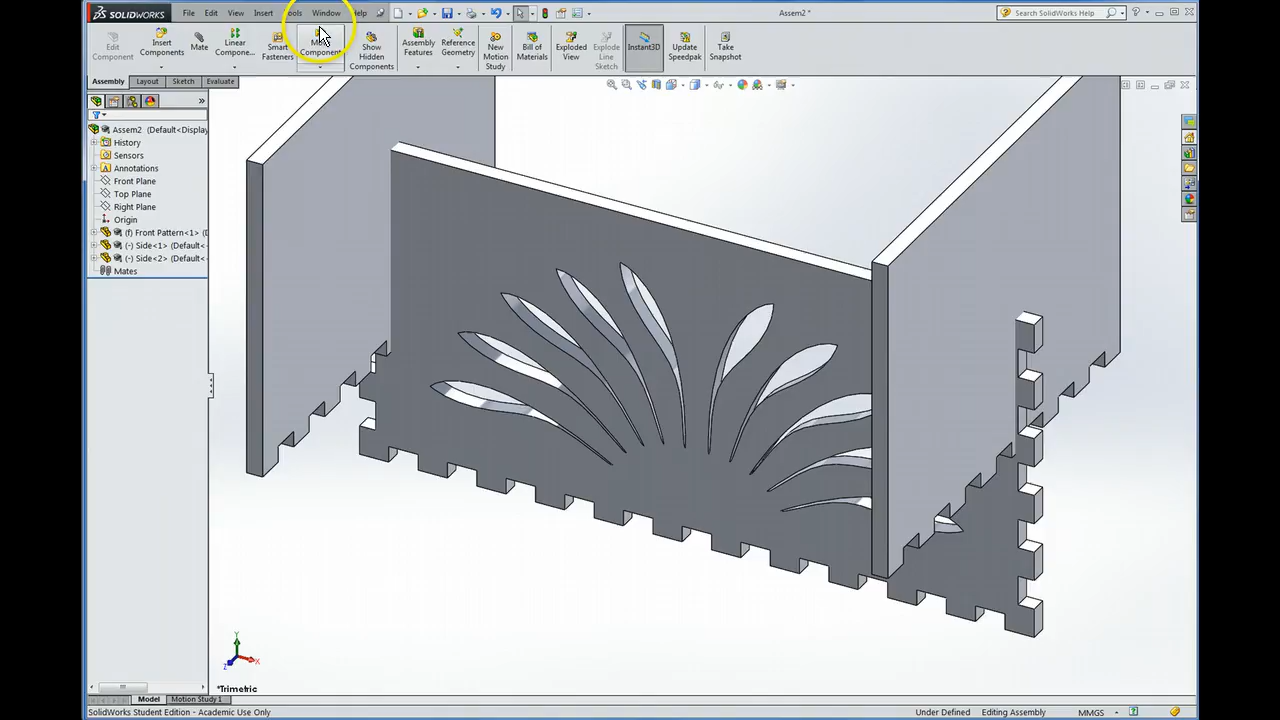 SOLIDWORKS
File Edit View Insert Tools Window Help
Assem2 *
Search SolidWorks Help
Edit Component
Insert Components
Mate
Linear Compone...
Smart Fasteners
Component
Show Hidden Components
Assembly Features
Reference Geometry
New Motion Study
Bill of Materials
Exploded View
Explode Line Sketch
Instant3D
Update Speedpak
Take Snapshot
Assembly Layout Sketch Evaluate
Assem2 (Default<Display
History
Sensors
Annotations
Front Plane
Top Plane
Right Plane
Origin
(f) Front Pattern<1> (
(-) Side<1> (Default<
(-) Side<2> (Default<
Mates
Y
X
Z
*Trimetric
Model Motion Study 1
SolidWorks Student Edition - Academic Use Only
Under Defined Editing Assembly MMGS